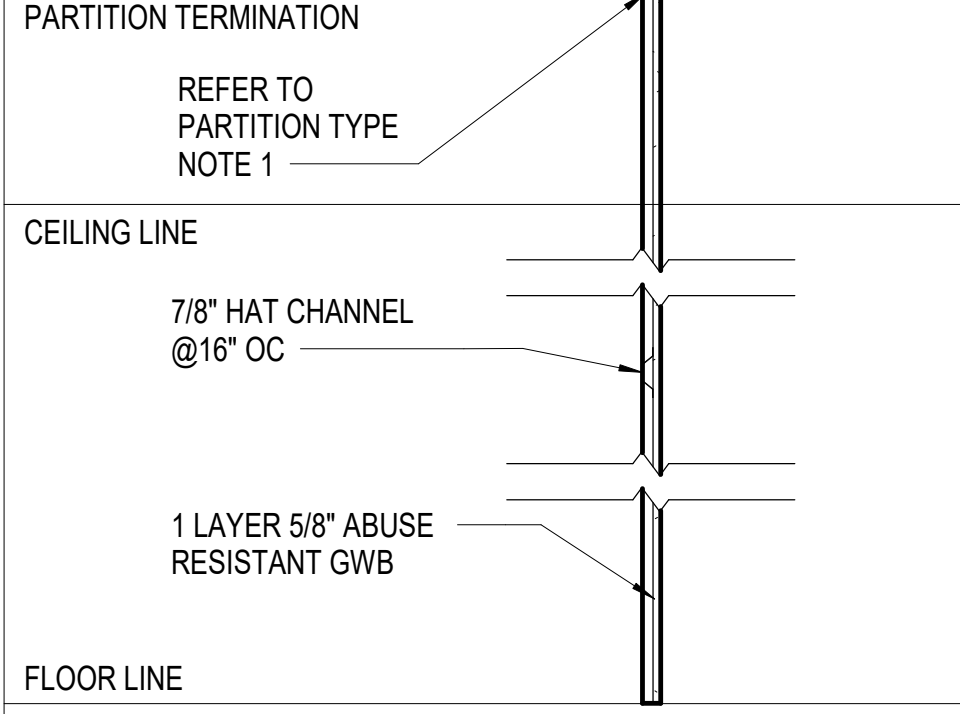 PARTITION TERMINATION
REFER TO
PARTITION TYPE
NOTE 1
CEILING LINE
7/8" HAT CHANNEL
@16" OC
1 LAYER 5/8" ABUSE
RESISTANT GWB
FLOOR LINE